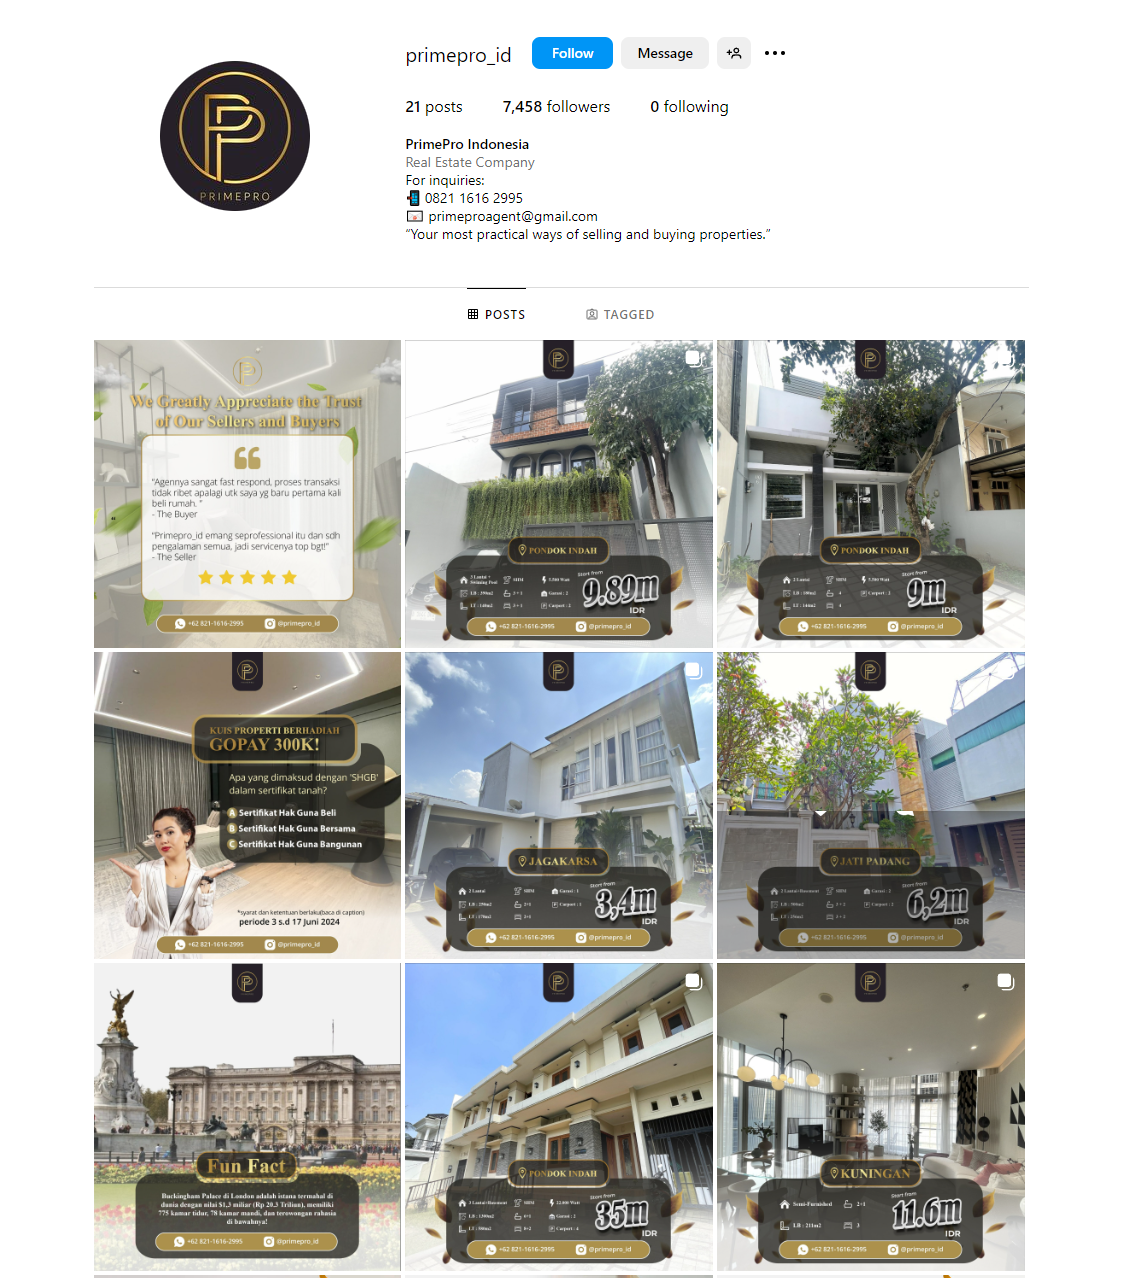 primepro_id Follow Message
21 posts 7,458 followers 0 following
PrimePro Indonesia
Real Estate Company
For inquiries:
0821 1616 2995
primeproagent@gmail.com
“Your most practical ways of selling and buying properties.”
PRIMEPRO
POSTS TAGGED
We Greatly Appreciate the Trust
of Our Sellers and Buyers
“Agennya sangat fast respond, proses transaksi
tidak ribet apalagi utk saya yg baru pertama kali
beli rumah. ”
- The Buyer
“Primepro_id emang seprofessional itu dan sdh
pengalaman semua, jadi servicenya top bgt!”
- The Seller
+62 821-1616-2995 @primepro_id
PONDOK INDAH
Start from
9.89m
IDR
+62 821-1616-2995 @primepro_id
PONDOK INDAH
Start from
9m
IDR
+62 821-1616-2995 @primepro_id
KUIS PROPERTI BERHADIAH
GOPAY 300K!
Apa yang dimaksud dengan 'SHGB'
dalam sertifikat tanah?
A Sertifikat Hak Guna Beli
B Sertifikat Hak Guna Bersama
C Sertifikat Hak Guna Bangunan
*syarat dan ketentuan berlaku(baca di caption)
periode 3 s.d 17 Juni 2024
+62 821-1616-2995 @primepro_id
JAGAKARSA
2 Lantai SHM Garasi : 1
Carport : 2
Start from
3,4m
IDR
+62 821-1616-2995 @primepro_id
JATI PADANG
Start from
6,2m
IDR
+62 821-1616-2995 @primepro_id
Fun Fact
Buckingham Palace di London adalah istana termahal di
dunia dengan nilai $1,3 miliar (Rp 20.3 Triliun), memiliki
775 kamar tidur, 78 kamar mandi, dan terowongan rahasia
di bawahnya!
+62 821-1616-2995 @primepro_id
PONDOK INDAH
Start from
35m
IDR
+62 821-1616-2995 @primepro_id
KUNINGAN
Semi-Furnished 2+1
LB : 215m2 3
Start from
11.6m
IDR
+62 821-1616-2995 @primepro_id